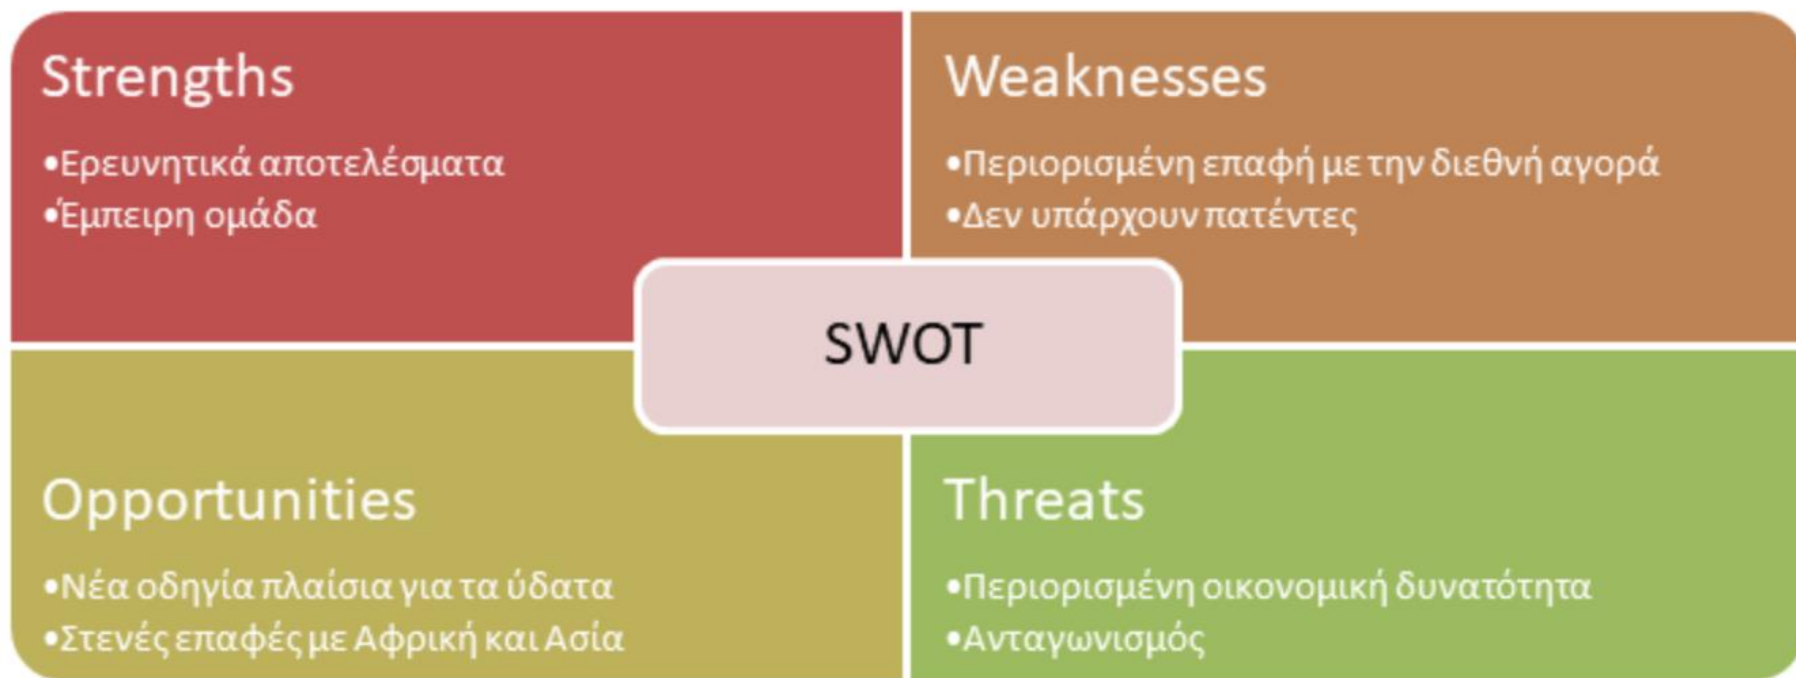 Strengths
•Ερευνητικά αποτελέσματα
•Έμπειρη ομάδα
Weaknesses
•Περιορισμένη επαφή με την διεθνή αγορά
•Δεν υπάρχουν πατέντες
SWOT
Opportunities
•Νέα οδηγία πλαίσια για τα ύδατα
•Στενές επαφές με Αφρική και Ασία
Threats
•Περιορισμένη οικονομική δυνατότητα
•Ανταγωνισμός